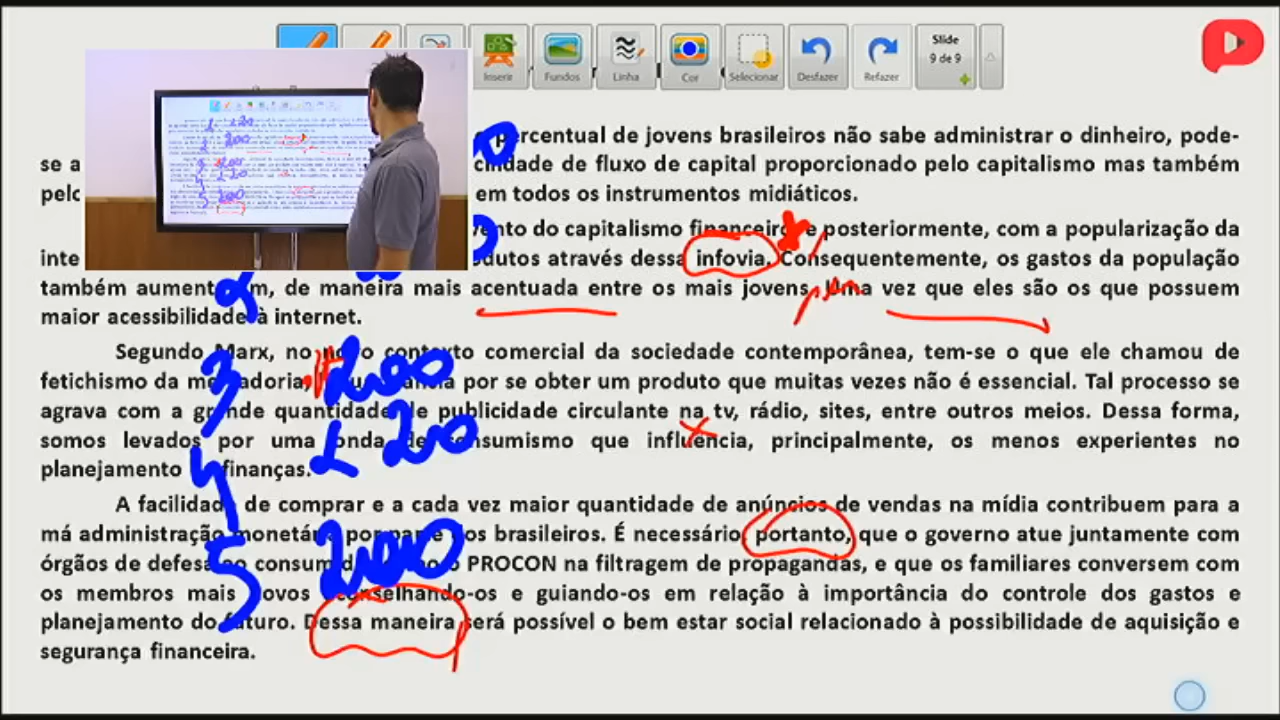 Inserir Fundos Linha Cor Selecionar Desfazer Refazer Slide
9 de 9
percentual de jovens brasileiros não sabe administrar o dinheiro, pode-
se a cilidade de fluxo de capital proporcionado pelo capitalismo mas também
pelo em todos os instrumentos midiáticos.
ento do capitalismo financeiro e posteriormente, com a popularização da
inte odutos através dessa infovia. Consequentemente, os gastos da população
também aumentam, de maneira mais acentuada entre os mais jovens. Uma vez que eles são os que possuem
maior acessibilidade à internet.
Segundo Marx, no novo contexto comercial da sociedade contemporânea, tem-se o que ele chamou de
fetichismo da mercadoria, por se obter um produto que muitas vezes não é essencial. Tal processo se
agrava com a grande quantidade de publicidade circulante na tv, rádio, sites, entre outros meios. Dessa forma,
somos levados por uma onda de consumismo que influencia, principalmente, os menos experientes no
planejamento finanças.
A facilidade de comprar e a cada vez maior quantidade de anúncios de vendas na mídia contribuem para a
má administração monetária por parte dos brasileiros. É necessário, portanto, que o governo atue juntamente com
órgãos de defesa ao consumidor PROCON na filtragem de propagandas, e que os familiares conversem com
os membros mais novos aconselhando-os e guiando-os em relação à importância do controle dos gastos e
planejamento do futuro. Dessa maneira será possível o bem estar social relacionado à possibilidade de aquisição e
segurança financeira.
2
3 200
4 120
5 200